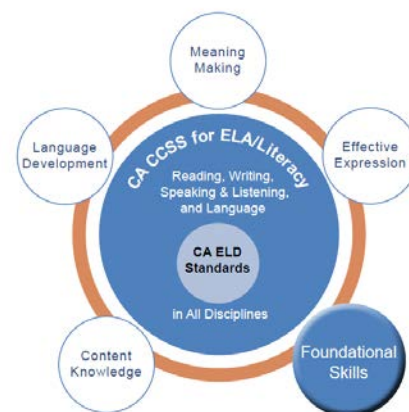 Meaning
Making
Language
Development
Effective
Expression
CA CCSS for ELA/Literacy
Reading, Writing,
Speaking & Listening,
and Language
CA ELD
Standards
in All Disciplines
Content
Knowledge
Foundational
Skills